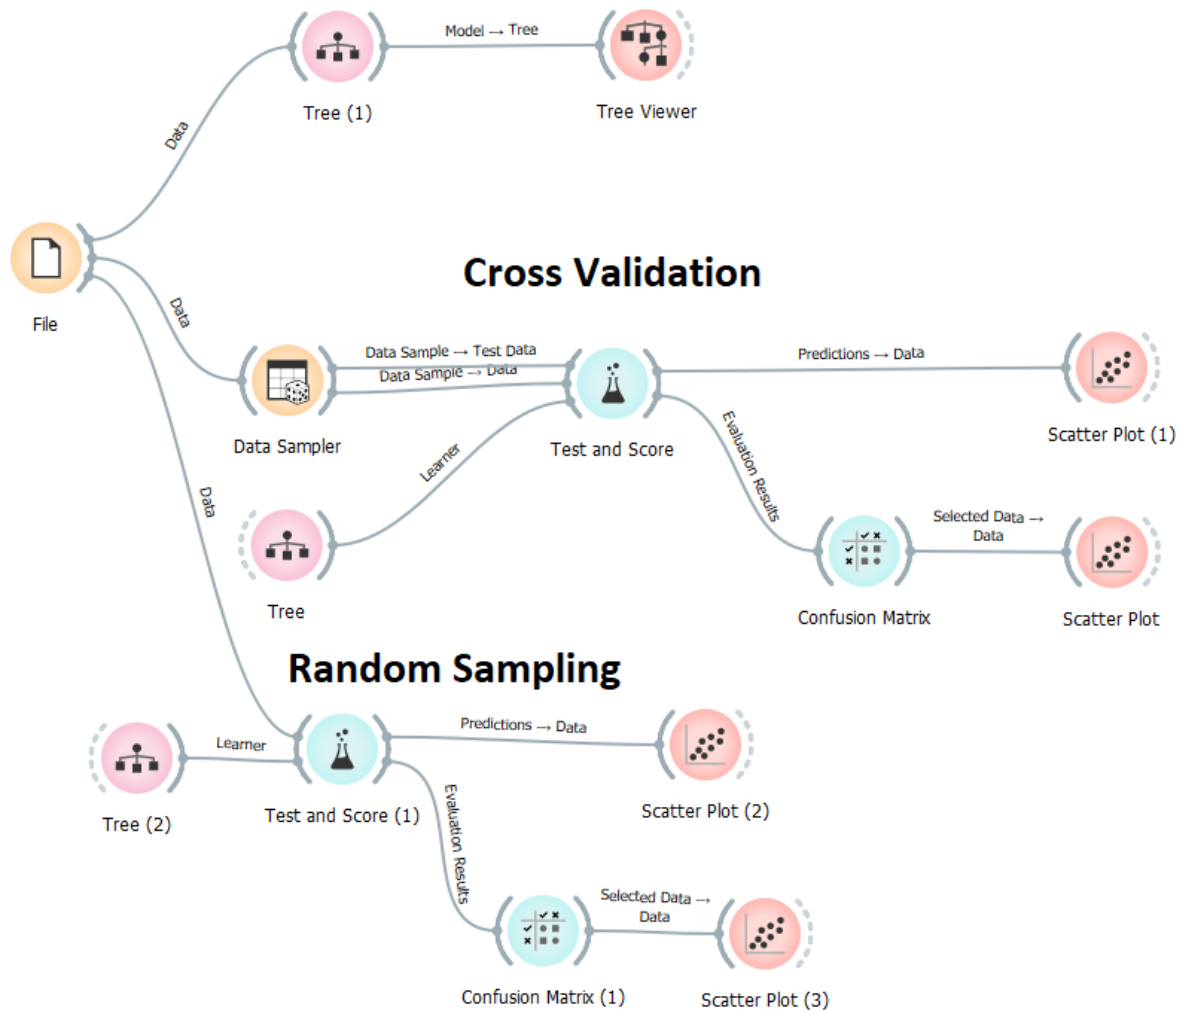 Model → Tree
Tree (1)
Tree Viewer
Data
File
Cross Validation
Data
Data Sample → Test Data
Data Sample → Data
Predictions → Data
Data Sampler
Test and Score
Scatter Plot (1)
Learner
Evaluation Results
Data
Selected Data →
Data
Tree
Confusion Matrix
Scatter Plot
Random Sampling
Learner
Predictions → Data
Tree (2)
Test and Score (1)
Scatter Plot (2)
Evaluation Results
Selected Data →
Data
Confusion Matrix (1)
Scatter Plot (3)